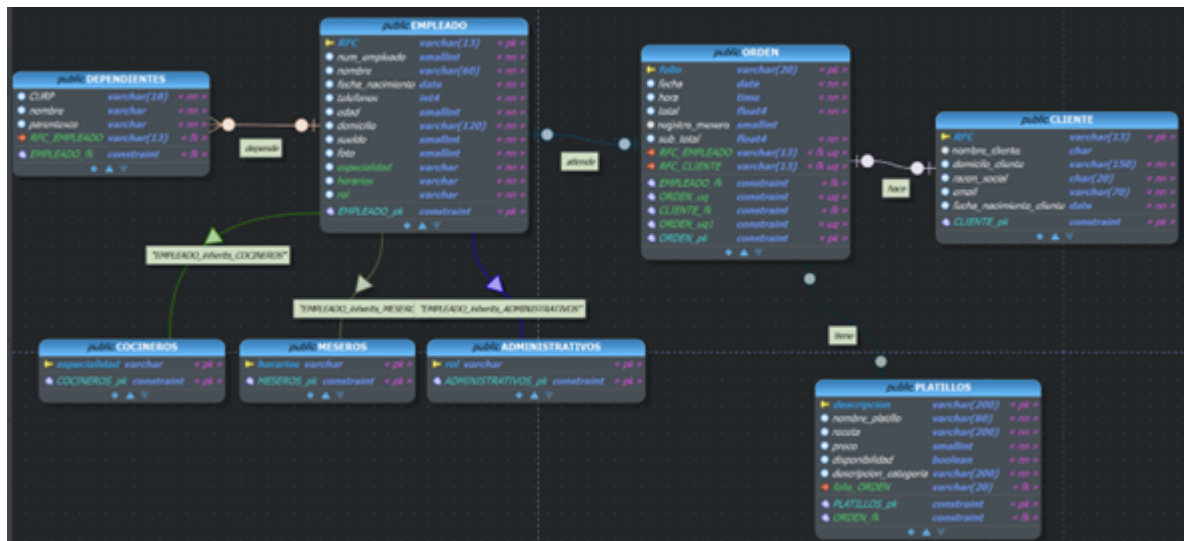 public.EMPLEADO
RFC varchar(13) « pk »
num_empleado smallint « nn »
nombre varchar(60) « nn »
fecha_nacimiento date « nn »
telefonos int4 « nn »
edad smallint « nn »
domicilio varchar(120) « nn »
sueldo smallint « nn »
foto smallint « nn »
especialidad varchar « nn »
horarios varchar « nn »
rol varchar « nn »
EMPLEADO_pk constraint « pk »
public.DEPENDIENTES
CURP varchar(18) « nn »
nombre varchar « nn »
parentesco varchar « nn »
RFC_EMPLEADO varchar(13) « fk »
EMPLEADO_fk constraint « fk »
depende
atiende
public.ORDEN
folio varchar(20) « pk »
fecha date « nn »
hora time « nn »
total float4 « nn »
registro_mesero smallint
sub_total float4 « nn »
RFC_EMPLEADO varchar(13) « fk uq »
RFC_CLIENTE varchar(13) « fk uq »
EMPLEADO_fk constraint « fk »
ORDEN_uq constraint « uq »
CLIENTE_fk constraint « fk »
ORDEN_uq1 constraint « uq »
ORDEN_pk constraint « pk »
hace
public.CLIENTE
RFC varchar(13) « pk »
nombre_cliente char
domicilio_cliente varchar(150) « nn »
razon_social char(20) « nn »
email varchar(70) « nn »
fecha_nacimiento_cliente date « nn »
CLIENTE_pk constraint « pk »
"EMPLEADO_inherits_COCINEROS"
"EMPLEADO_inherits_MESERO
"EMPLEADO_inherits_ADMINISTRATIVOS"
public.COCINEROS
especialidad varchar « pk »
COCINEROS_pk constraint « pk »
public.MESEROS
horarios varchar « pk »
MESEROS_pk constraint « pk »
public.ADMINISTRATIVOS
rol varchar « pk »
ADMINISTRATIVOS_pk constraint « pk »
tiene
public.PLATILLOS
descripcion varchar(200) « pk »
nombre_platillo varchar(60) « nn »
receta varchar(200) « nn »
preco smallint « nn »
disponibilidad boolean « nn »
descripcion_categoria varchar(200) « nn »
folio_ORDEN varchar(20) « fk »
PLATILLOS_pk constraint « pk »
ORDEN_fk constraint « fk »